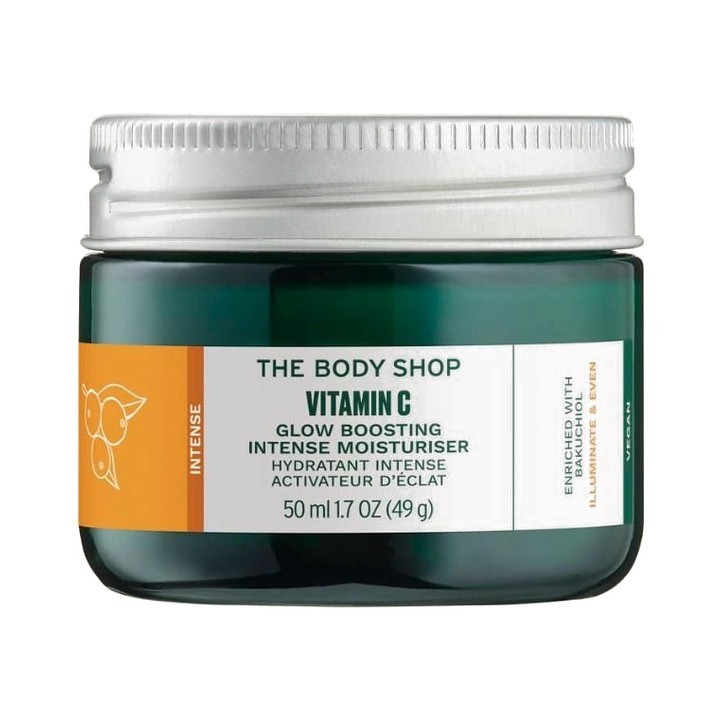 INTENSE
THE BODY SHOP
VITAMIN C
GLOW BOOSTING
INTENSE MOISTURISER
HYDRATANT INTENSE
ACTIVATEUR D'ÉCLAT
50 ml 1.7 OZ (49 g)
ENRICHED WITH
BAKUCHIOL
ILLUMINATE & EVEN
VEGAN